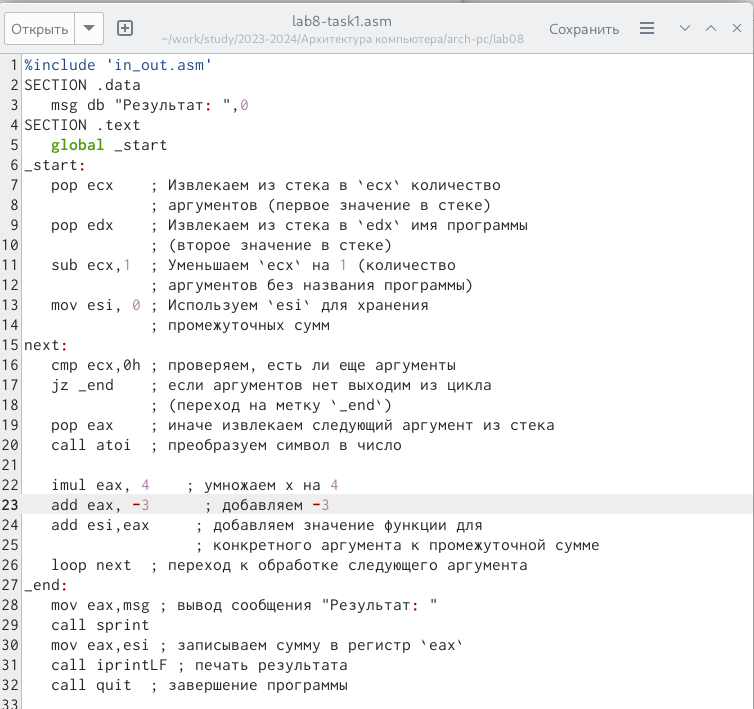 Открыть
lab8-task1.asm
~/work/study/2023-2024/Архитектура компьютера/arch-pc/lab08
Сохранить
1 %include 'in_out.asm'
2 SECTION .data
3    msg db "Результат: ",0
4 SECTION .text
5    global _start
6 _start:
7    pop ecx    ; Извлекаем из стека в `ecx` количество
8               ; аргументов (первое значение в стеке)
9    pop edx    ; Извлекаем из стека в `edx` имя программы
10              ; (второе значение в стеке)
11   sub ecx,1  ; Уменьшаем `ecx` на 1 (количество
12              ; аргументов без названия программы)
13   mov esi, 0 ; Используем `esi` для хранения
14              ; промежуточных сумм
15 next:
16   cmp ecx,0h ; проверяем, есть ли еще аргументы
17   jz _end    ; если аргументов нет выходим из цикла
18              ; (переход на метку `_end`)
19   pop eax    ; иначе извлекаем следующий аргумент из стека
20   call atoi  ; преобразуем символ в число
21
22   imul eax, 4    ; умножаем x на 4
23   add eax, -3      ; добавляем -3
24   add esi,eax     ; добавляем значение функции для
25                   ; конкретного аргумента к промежуточной сумме
26   loop next  ; переход к обработке следующего аргумента
27 _end:
28   mov eax,msg ; вывод сообщения "Результат: "
29   call sprint
30   mov eax,esi ; записываем сумму в регистр `eax`
31   call iprintLF ; печать результата
32   call quit  ; завершение программы
33